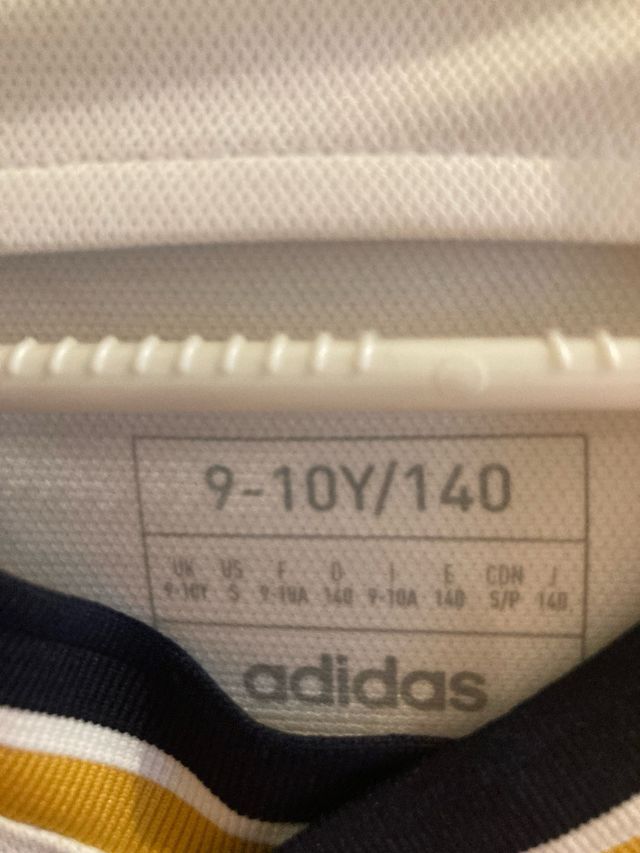 9-10Y/140
UK US F D I E CDN J
9-10Y S 9-10A 140 9-10A 140 S/P 140
adidas